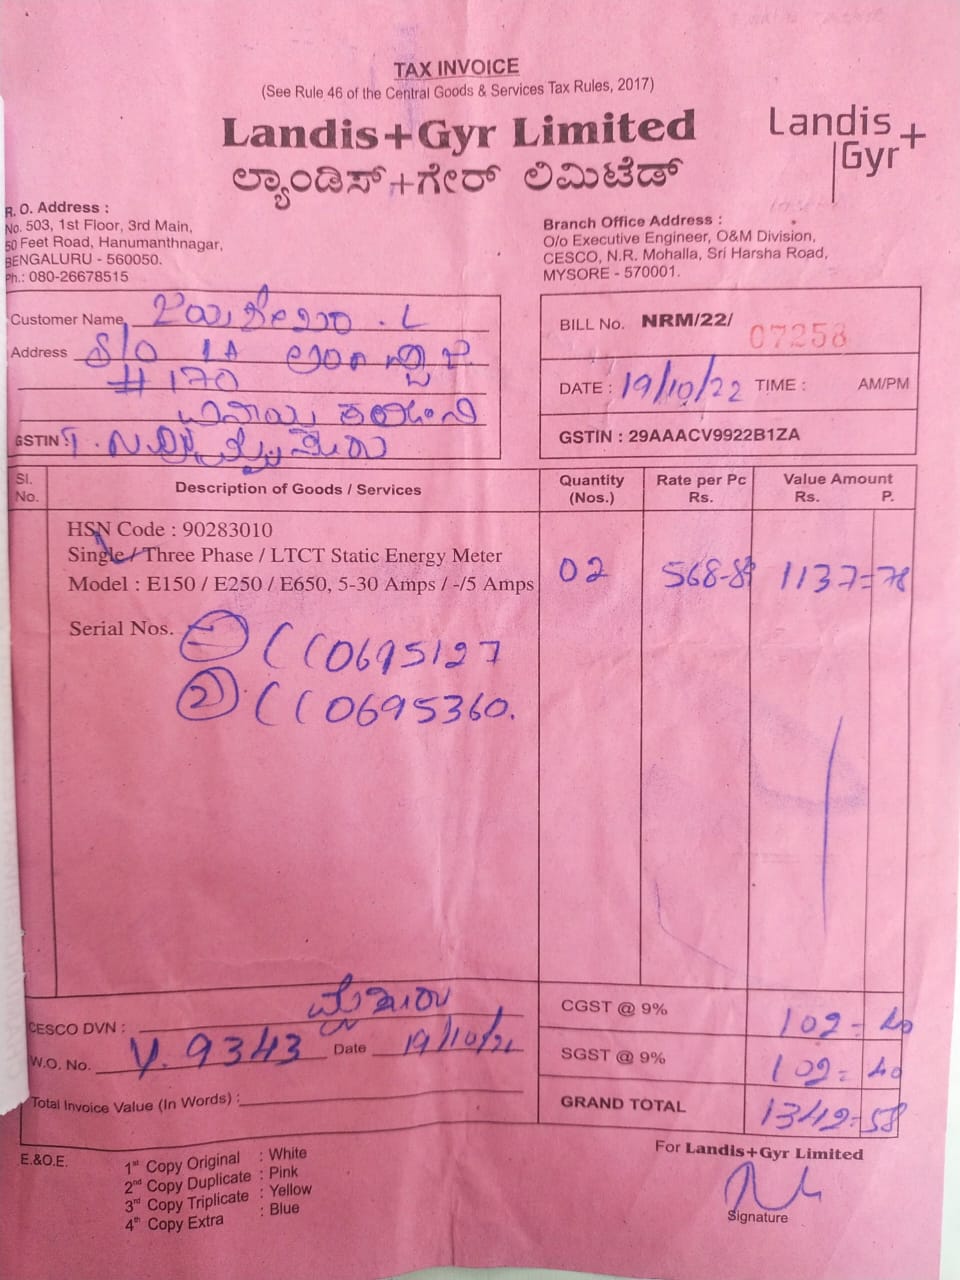 TAX INVOICE
(See Rule 46 of the Central Goods & Services Tax Rules, 2017)
Landis+Gyr Limited
ಲ್ಯಾಂಡಿಸ್+ಗೇರ್ ಲಿಮಿಟೆಡ್
Landis
Gyr+
R. O. Address :
No. 503, 1st Floor, 3rd Main,
50 Feet Road, Hanumanthnagar,
BENGALURU - 560050.
Ph.: 080-26678515
Branch Office Address :
O/o Executive Engineer, O&M Division,
CESCO, N.R. Mohalla, Sri Harsha Road,
MYSORE - 570001.
Customer Name
Address S/O
#170
GSTIN :
BILL No. NRM/22/ 07258
DATE : 19/10/22 TIME : AM/PM
GSTIN : 29AAACV9922B1ZA
Sl. No. Description of Goods / Services Quantity (Nos.) Rate per Pc Rs. Value Amount Rs. P.
HSN Code : 90283010
Single / Three Phase / LTCT Static Energy Meter
Model : E150 / E250 / E650, 5-30 Amps / -/5 Amps
02 568-89 1137=78
Serial Nos.
0695127
2 0695360.
CESCO DVN : ಮೈಸೂರು
W.O. No. 9343 Date 19/10/22
Total Invoice Value (In Words) :
CGST @ 9% 102=40
SGST @ 9% 102=40
GRAND TOTAL 1342=58
E.&O.E.
1st Copy Original : White
2nd Copy Duplicate : Pink
3rd Copy Triplicate : Yellow
4th Copy Extra : Blue
For Landis+Gyr Limited
Signature